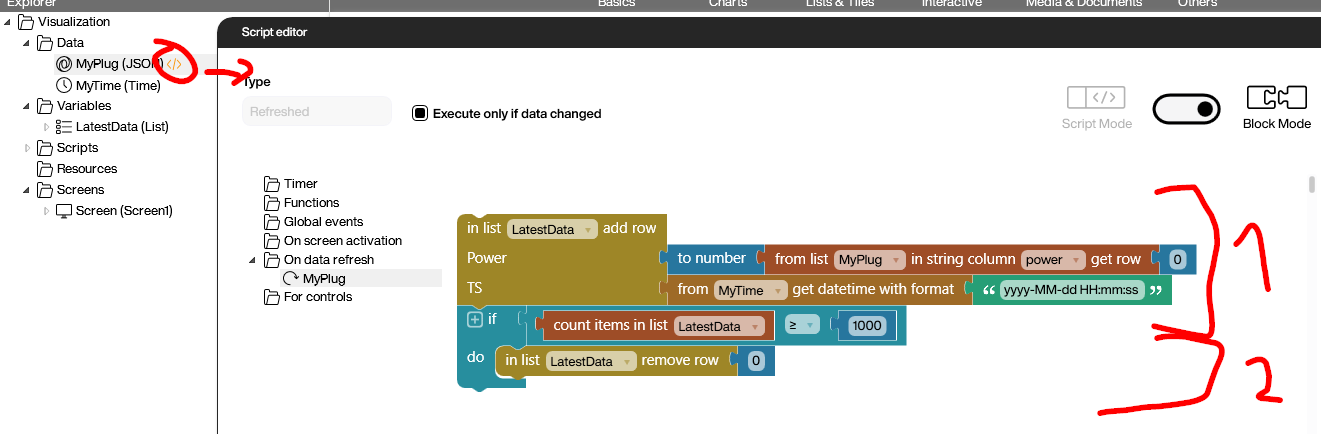 Explorer
Basics Charts Lists & Tiles Interactive Media & Documents Others
Visualization
Script editor
Data
MyPlug (JSON) </>
MyTime (Time)
Variables
LatestData (List)
Scripts
Resources
Screens
Screen (Screen1)
Type
Refreshed
Execute only if data changed
</>
Script Mode
Block Mode
Timer
Functions
Global events
On screen activation
On data refresh
MyPlug
For controls
in list LatestData add row
Power to number from list MyPlug in string column power get row 0
TS from MyTime get datetime with format “ yyyy-MM-dd HH:mm:ss ”
if count items in list LatestData ≥ 1000
do in list LatestData remove row 0
1
2